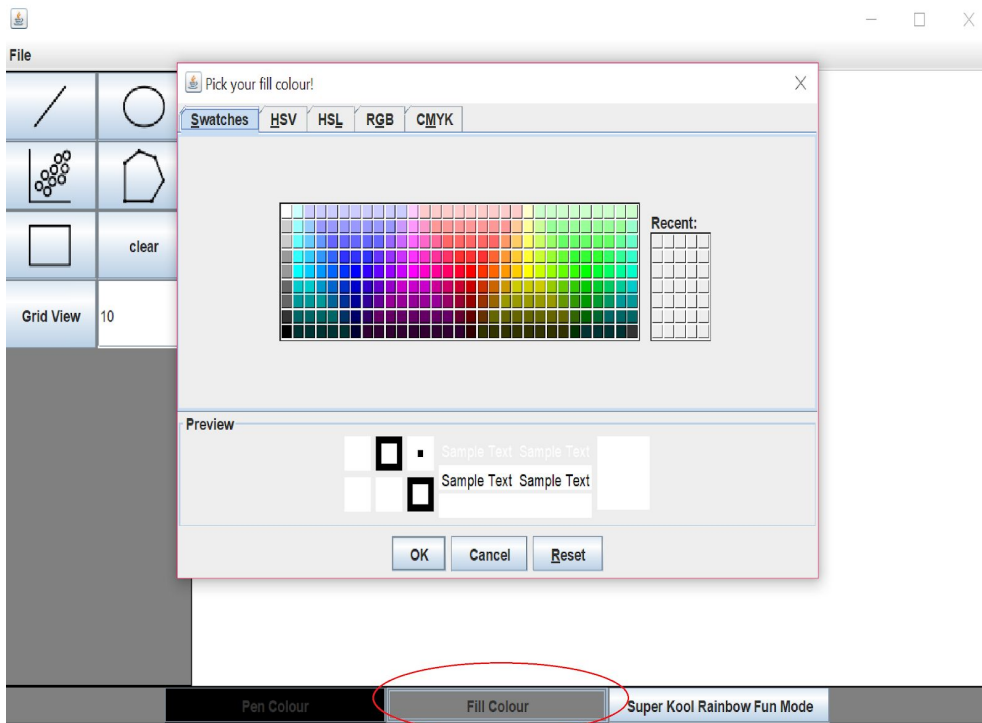 File
Pick your fill colour!
Swatches HSV HSL RGB CMYK
Recent:
clear
Grid View 10
Preview
Sample Text Sample Text
Sample Text Sample Text
OK Cancel Reset
Pen Colour Fill Colour Super Kool Rainbow Fun Mode